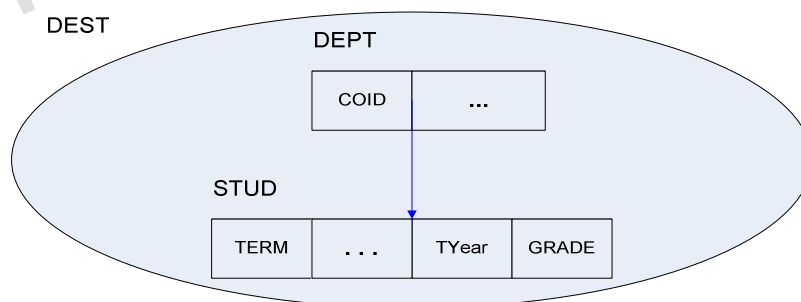 DEST
DEPT
COID ...
STUD
TERM . . . TYear GRADE